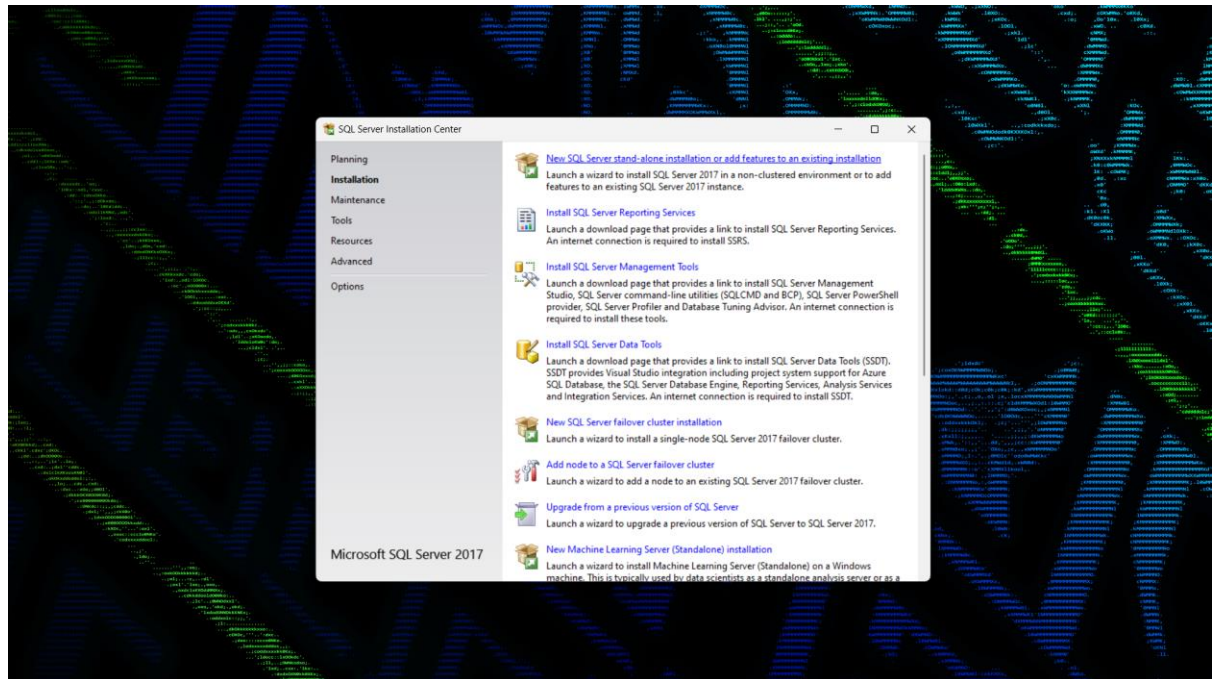 SQL Server Installation Center
Planning
Installation
Maintenance
Tools
Resources
Advanced
Options
Microsoft SQL Server 2017
New SQL Server stand-alone installation or add features to an existing installation
Launch a wizard to install SQL Server 2017 in a non-clustered environment or to add
features to an existing SQL Server 2017 instance.
Install SQL Server Reporting Services
Launch a download page that provides a link to install SQL Server Reporting Services.
An internet connection is required to install SSRS.
Install SQL Server Management Tools
Launch a download page that provides a link to install SQL Server Management
Studio, SQL Server command-line utilities (SQLCMD and BCP), SQL Server PowerShell
provider, SQL Server Profiler and Database Tuning Advisor. An internet connection is
required to install these tools.
Install SQL Server Data Tools
Launch a download page that provides a link to install SQL Server Data Tools (SSDT).
SSDT provides Visual Studio integration including project system support for Azure
SQL Database, the SQL Server Database Engine, Reporting Services, Analysis Services
and Integration Services. An internet connection is required to install SSDT.
New SQL Server failover cluster installation
Launch a wizard to install a single-node SQL Server 2017 failover cluster.
Add node to a SQL Server failover cluster
Launch a wizard to add a node to an existing SQL Server 2017 failover cluster.
Upgrade from a previous version of SQL Server
Launch a wizard to upgrade a previous version of SQL Server to SQL Server 2017.
New Machine Learning Server (Standalone) installation
Launch a wizard to install Machine Learning Server (Standalone) on a Windows
machine. This is typically used by data scientists as a standalone analysis server or as a